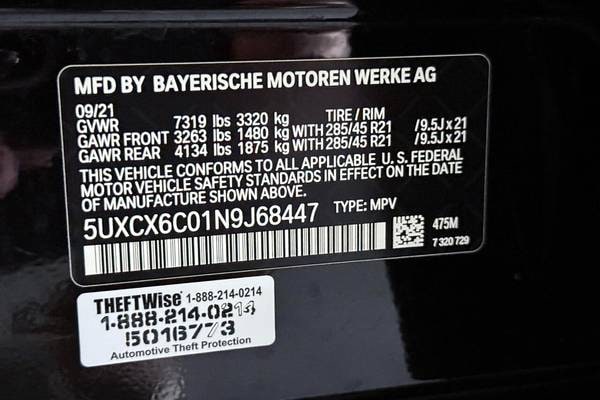 MFD BY BAYERISCHE MOTOREN WERKE AG
09/21
GVWR 7319 lbs 3320 kg TIRE / RIM
GAWR FRONT 3263 lbs 1480 kg WITH 285/45 R21 /9.5J x 21
GAWR REAR 4134 lbs 1875 kg WITH 285/45 R21 /9.5J x 21
THIS VEHICLE CONFORMS TO ALL APPLICABLE U. S. FEDERAL
MOTOR VEHICLE SAFETY STANDARDS IN EFFECT ON THE DATE
OF MANUFACTURE SHOWN ABOVE.
5UXCX6C01N9J68447 TYPE: MPV
475M
7 320 729
THEFTWISE® 1-888-214-0214
1-888-214-0214
5016773
Automotive Theft Protection